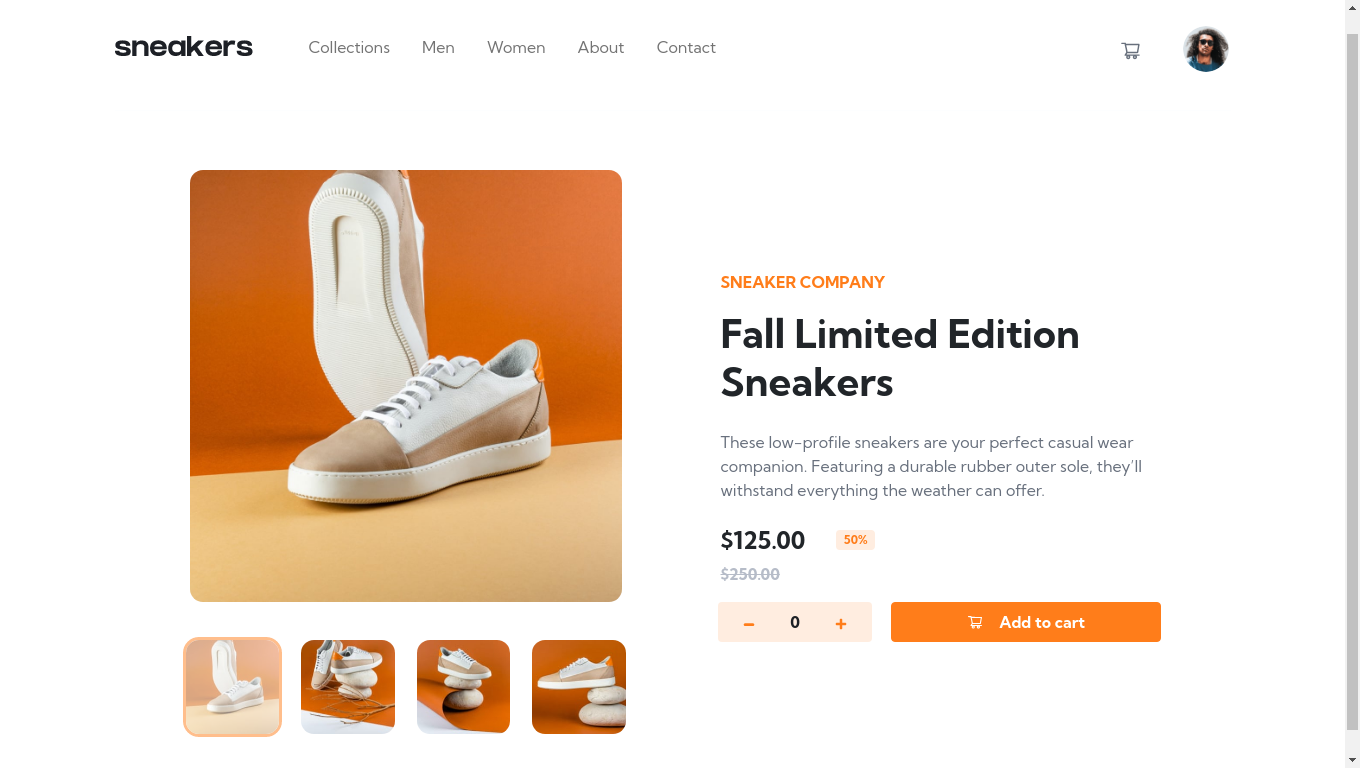 sneakers
Collections
Men
Women
About
Contact
SNEAKER COMPANY
Fall Limited Edition
Sneakers
These low-profile sneakers are your perfect casual wear
companion. Featuring a durable rubber outer sole, they’ll
withstand everything the weather can offer.
$125.00
50%
$250.00
– 0 +
Add to cart